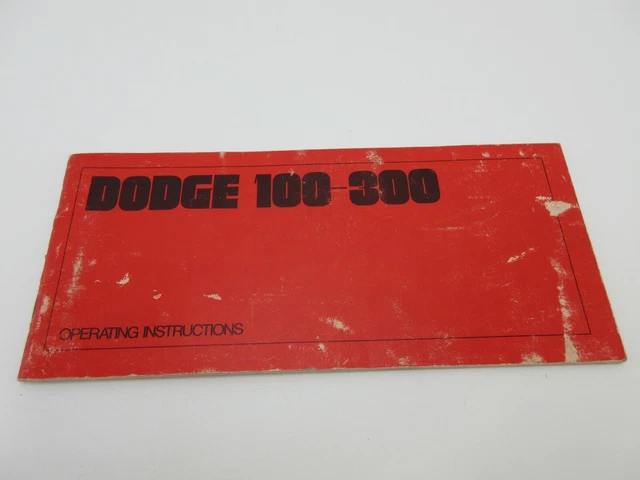 DODGE 100-300
OPERATING INSTRUCTIONS